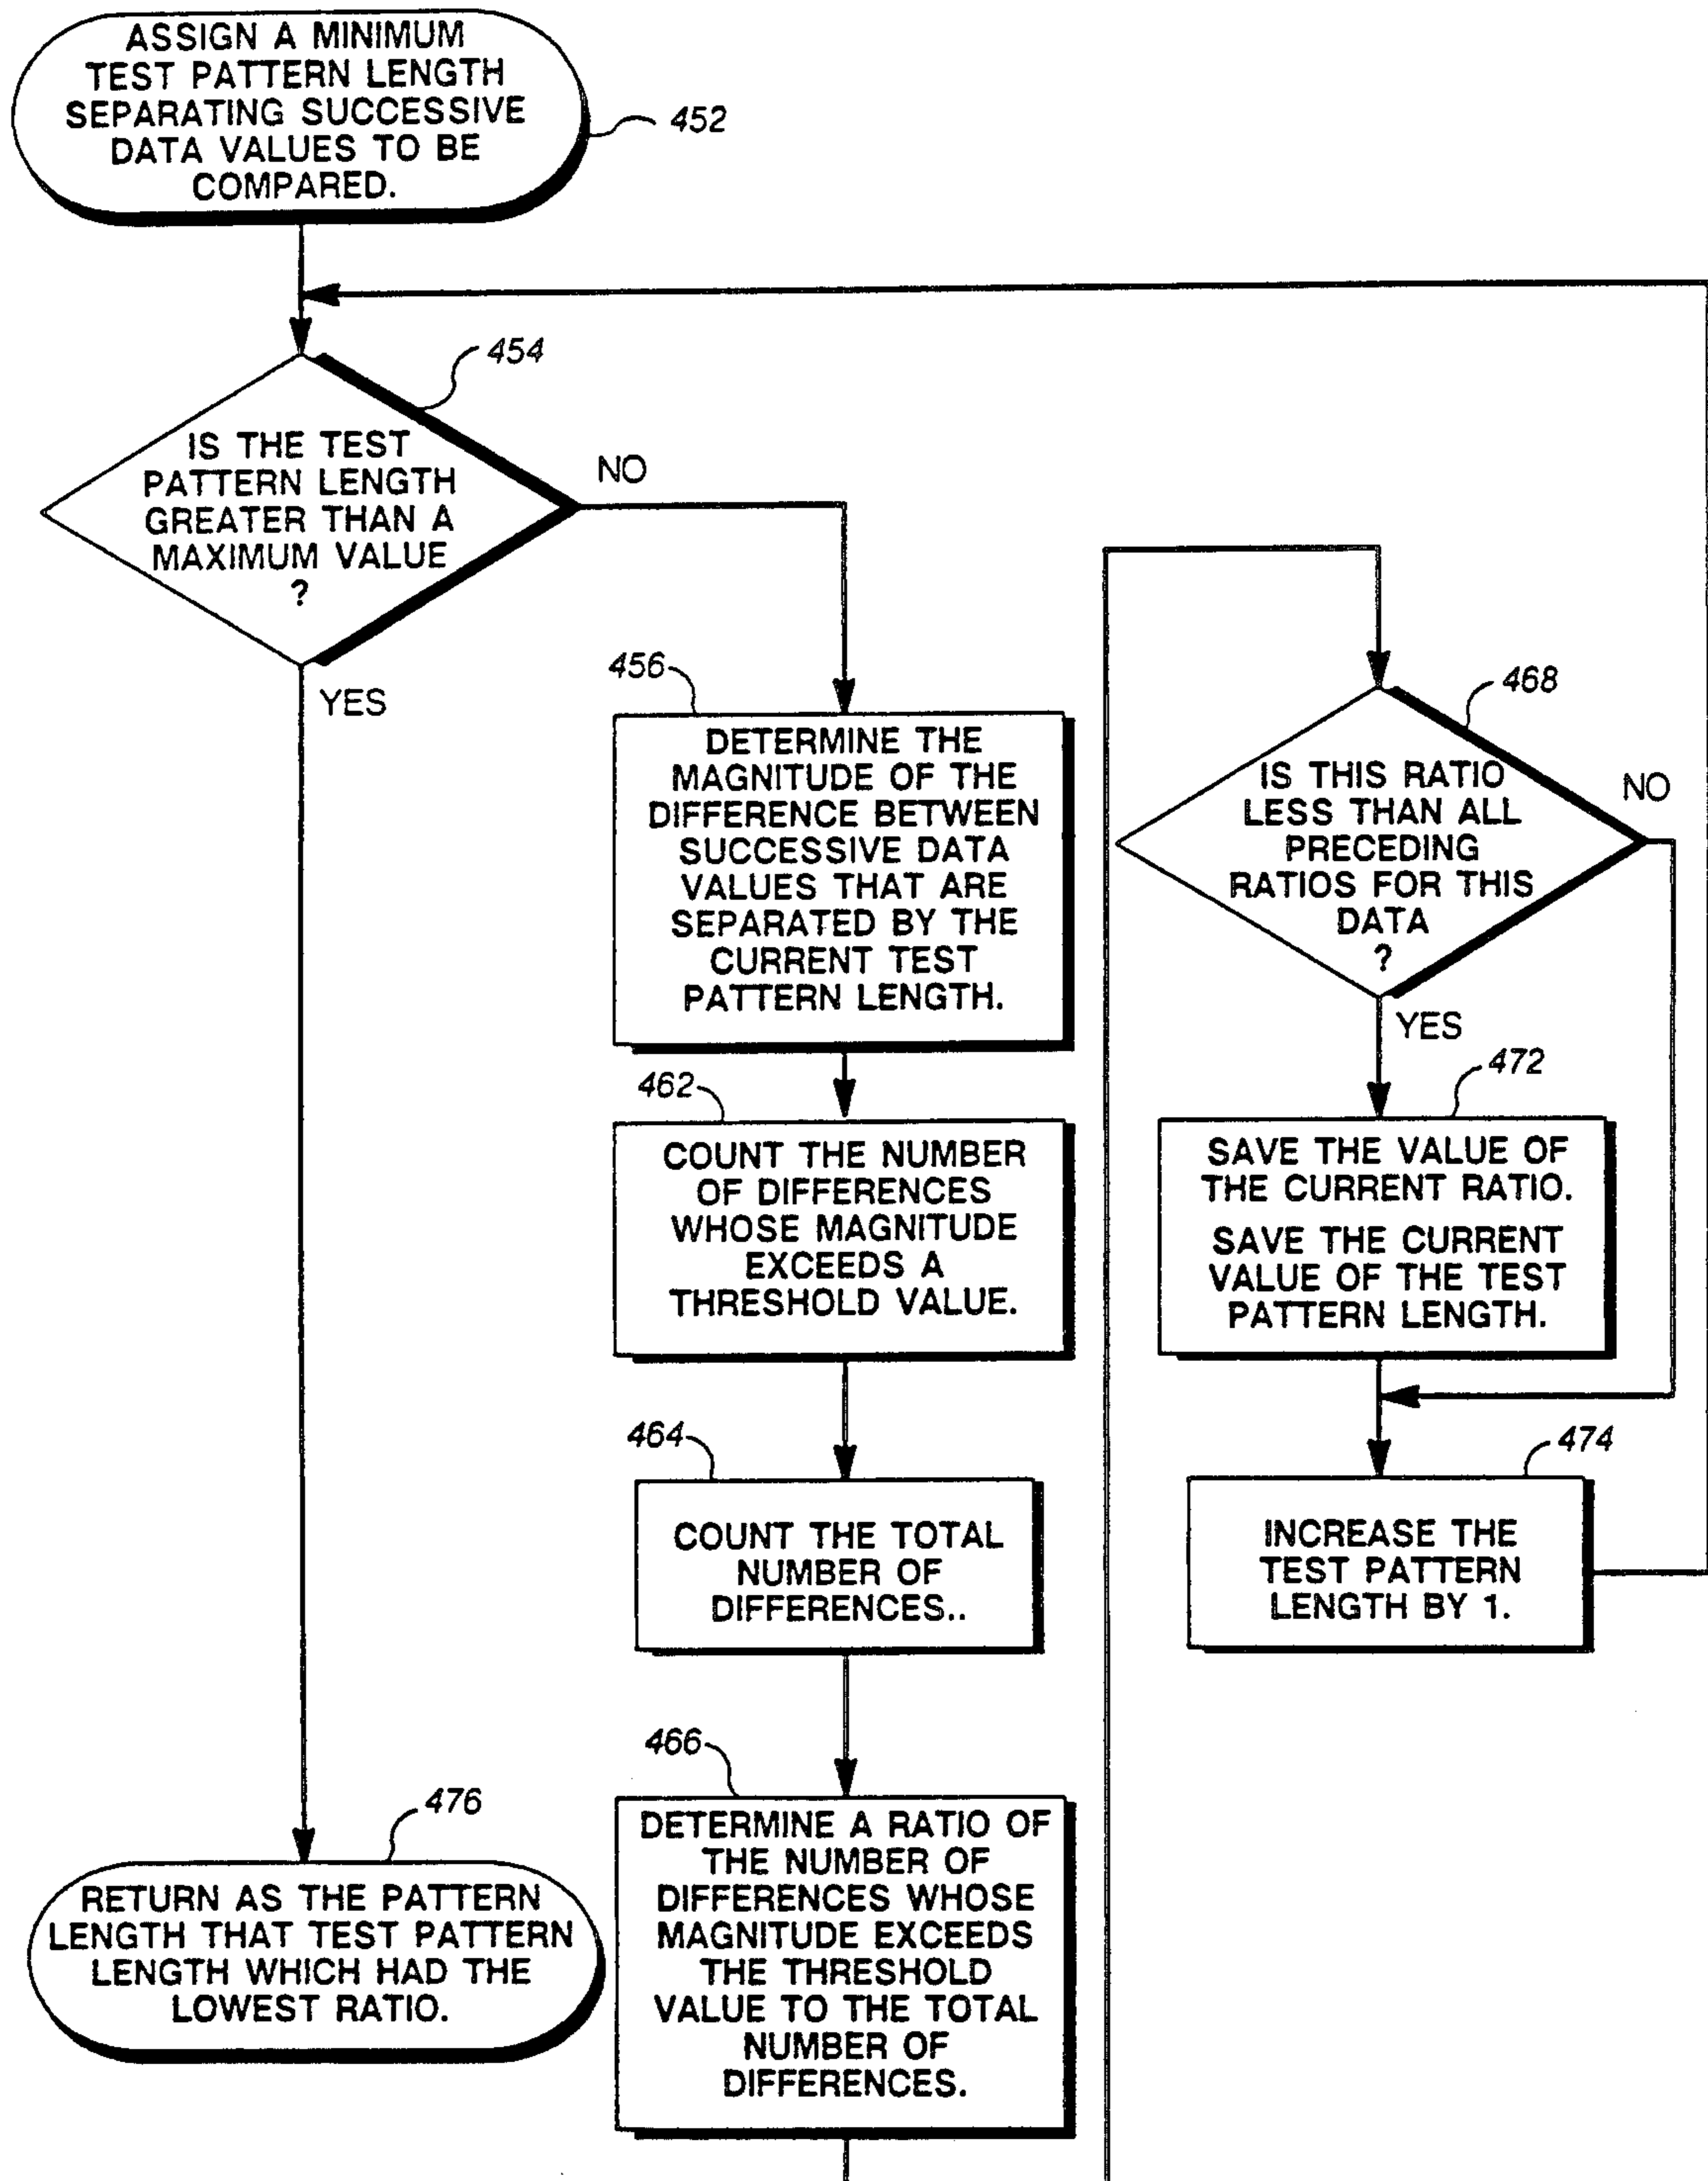 ASSIGN A MINIMUM
TEST PATTERN LENGTH
SEPARATING SUCCESSIVE
DATA VALUES TO BE
COMPARED.
452
454
IS THE TEST
PATTERN LENGTH
GREATER THAN A
MAXIMUM VALUE
?
NO
YES
456
DETERMINE THE
MAGNITUDE OF THE
DIFFERENCE BETWEEN
SUCCESSIVE DATA
VALUES THAT ARE
SEPARATED BY THE
CURRENT TEST
PATTERN LENGTH.
462
COUNT THE NUMBER
OF DIFFERENCES
WHOSE MAGNITUDE
EXCEEDS A
THRESHOLD VALUE.
464
COUNT THE TOTAL
NUMBER OF
DIFFERENCES..
466
DETERMINE A RATIO OF
THE NUMBER OF
DIFFERENCES WHOSE
MAGNITUDE EXCEEDS
THE THRESHOLD
VALUE TO THE TOTAL
NUMBER OF
DIFFERENCES.
468
IS THIS RATIO
LESS THAN ALL
PRECEDING
RATIOS FOR THIS
DATA
?
NO
YES
472
SAVE THE VALUE OF
THE CURRENT RATIO.
SAVE THE CURRENT
VALUE OF THE TEST
PATTERN LENGTH.
474
INCREASE THE
TEST PATTERN
LENGTH BY 1.
476
RETURN AS THE PATTERN
LENGTH THAT TEST PATTERN
LENGTH WHICH HAD THE
LOWEST RATIO.